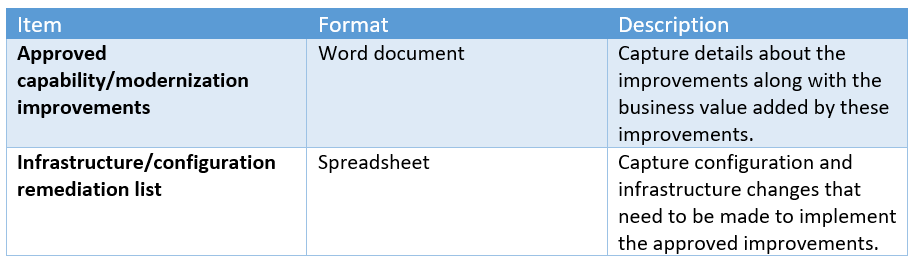 Item Format Description
Approved Word document Capture details about the
capability/modernization improvements along with the
improvements business value added by these
improvements.
Infrastructure/configuration Spreadsheet Capture configuration and
remediation list infrastructure changes that
need to be made to implement
the approved improvements.